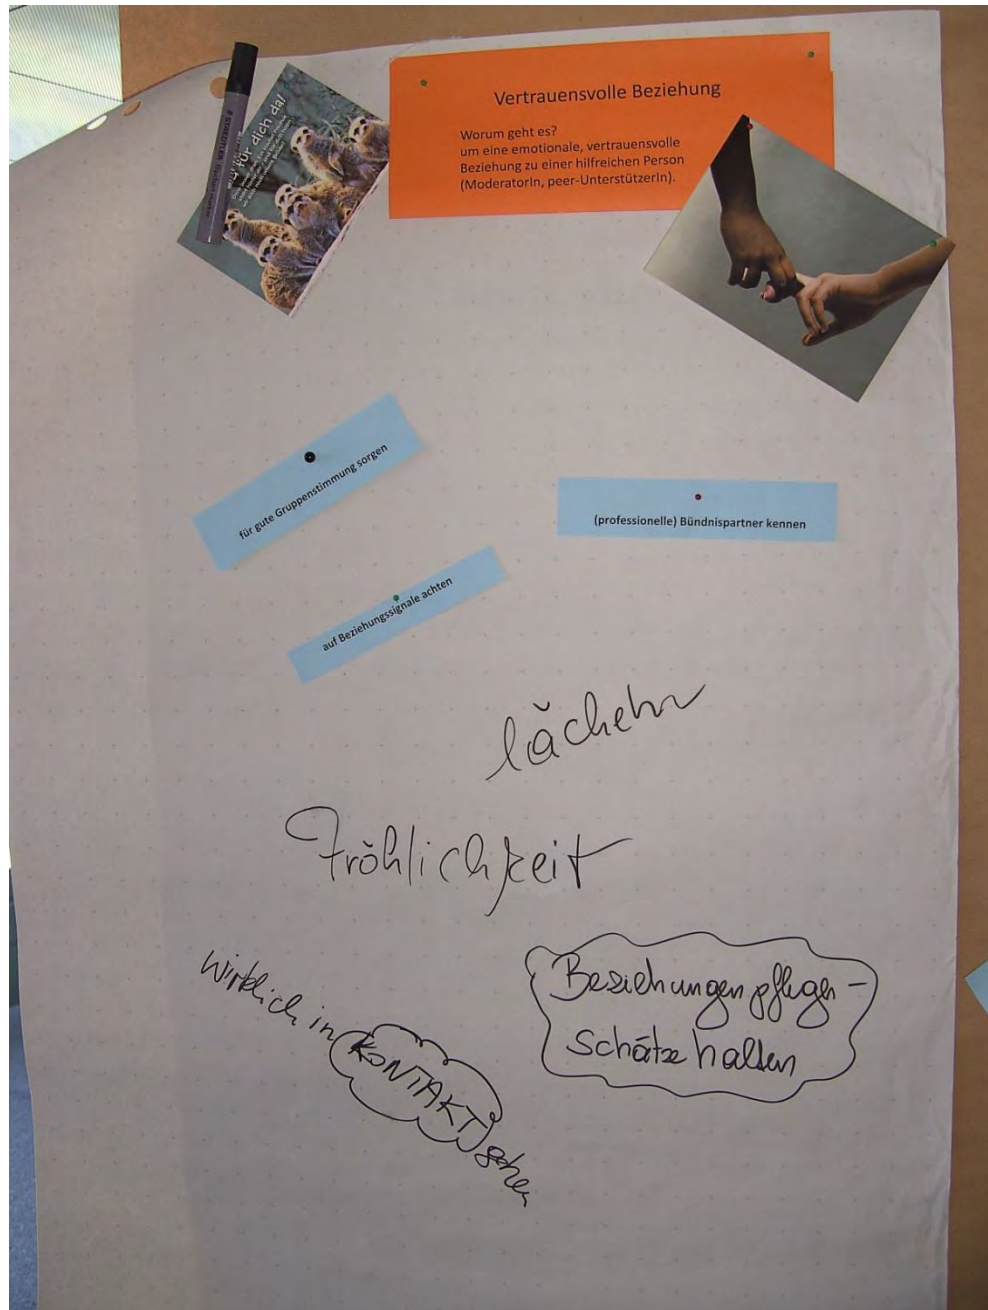 für dich da!
Vertrauensvolle Beziehung
Worum geht es?
um eine emotionale, vertrauensvolle
Beziehung zu einer hilfreichen Person
(ModeratorIn, peer-UnterstützerIn).
für gute Gruppenstimmung sorgen
(professionelle) Bündnispartner kennen
auf Beziehungssignale achten
lächeln
Fröhlichkeit
wirklich in KONTAKT gehen
Beziehungen pflegen -
Schätze halten